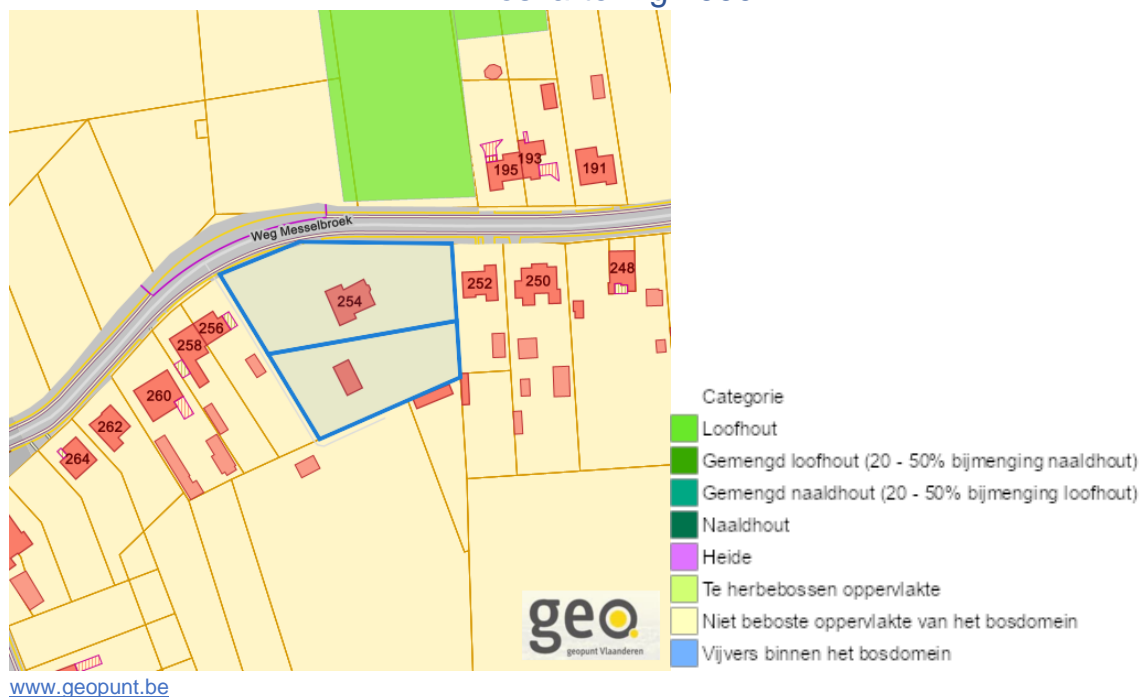 195
193
191
Weg Messelbroek
248
252
250
254
256
258
260
262
264
Categorie
Loofhout
Gemengd loofhout (20 - 50% bijmenging naaldhout)
Gemengd naaldhout (20 - 50% bijmenging loofhout)
Naaldhout
Heide
Te herbebossen oppervlakte
Niet beboste oppervlakte van het bosdomein
Vijvers binnen het bosdomein
geo.
geopunt Vlaanderen
www.geopunt.be